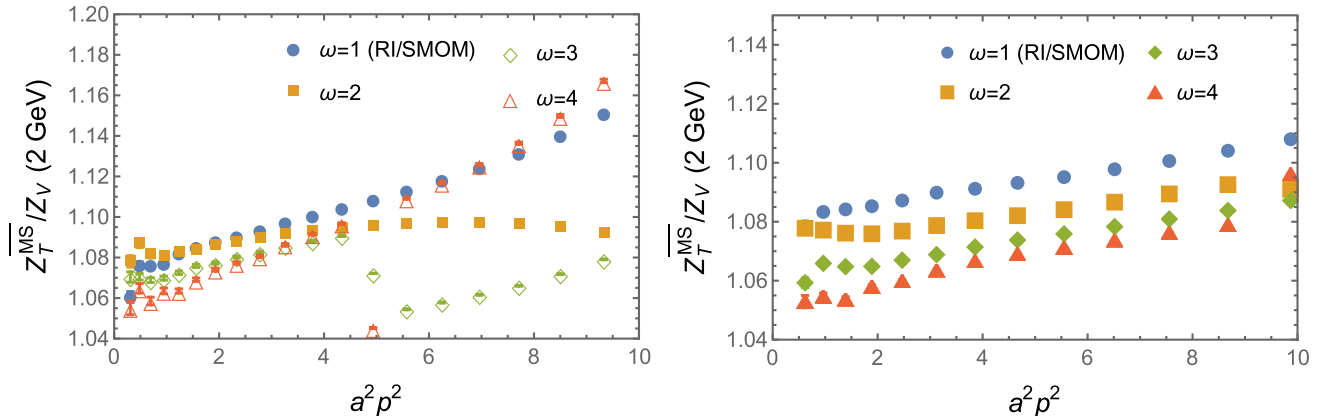 1.20
1.18
1.16
1.14
1.12
1.10
1.08
1.06
1.04
0 2 4 6 8 10
Z_T^{\overline{MS}}/Z_V (2 GeV)
a²p²
ω=1 (RI/SMOM) ω=3
ω=2 ω=4
1.14
1.12
1.10
1.08
1.06
1.04
0 2 4 6 8 10
Z_T^{\overline{MS}}/Z_V (2 GeV)
a²p²
ω=1 (RI/SMOM) ω=3
ω=2 ω=4